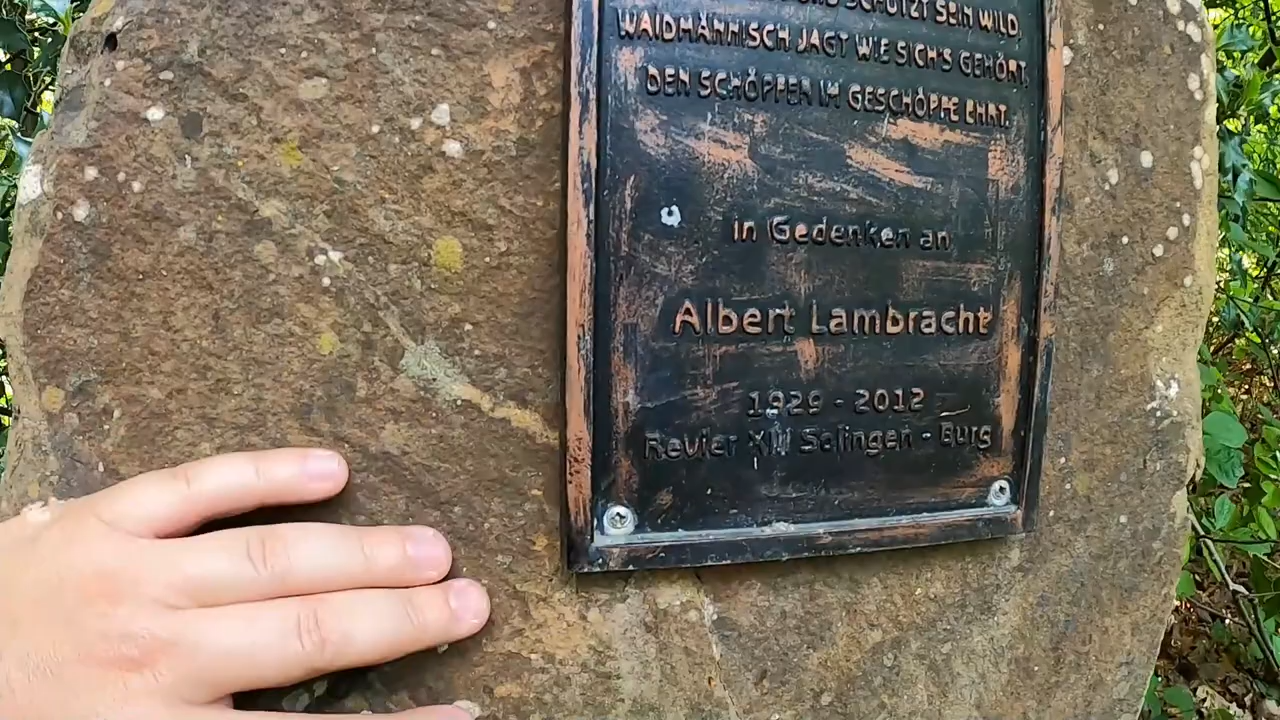 UND SCHÜTZT SEIN WILD,
WAIDMÄNNISCH JAGT WIE SICH'S GEHÖRT,
DEN SCHÖPFER IM GESCHÖPFE EHRT.
in Gedenken an
Albert Lambracht
1929 - 2012
Revier XIII Solingen - Burg